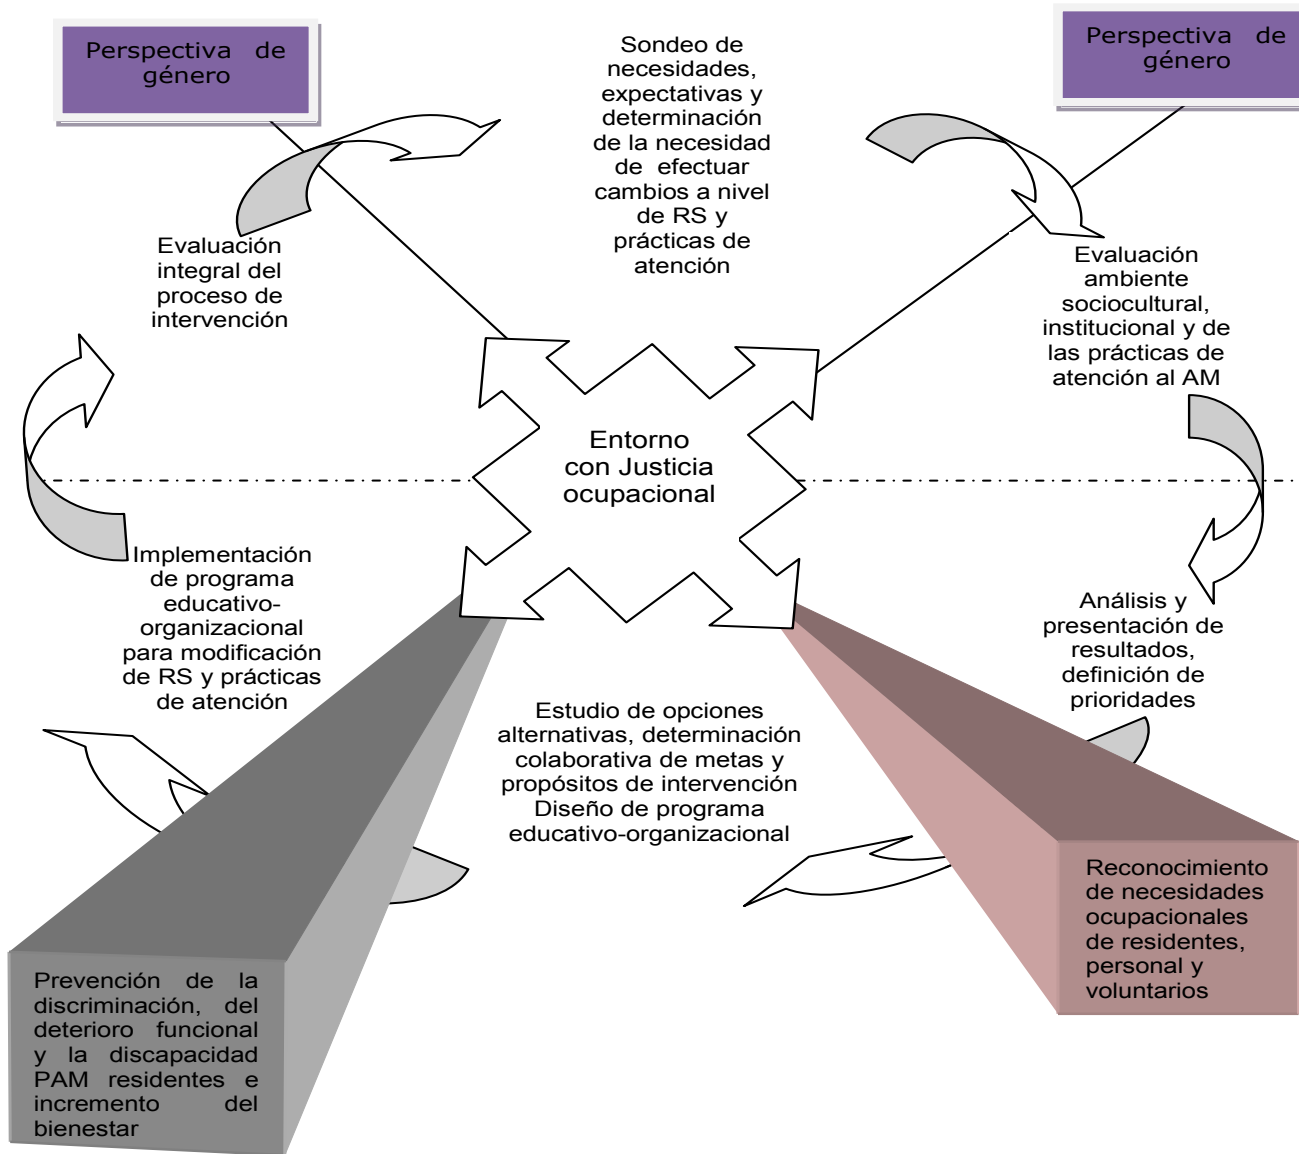 Perspectiva de
género
Sondeo de
necesidades,
expectativas y
determinación
de la necesidad
de efectuar
cambios a nivel
de RS y
prácticas de
atención
Perspectiva de
género
Evaluación
integral del
proceso de
intervención
Evaluación
ambiente
sociocultural,
institucional y de
las prácticas de
atención al AM
Entorno
con Justicia
ocupacional
Implementación
de programa
educativo-
organizacional
para modificación
de RS y prácticas
de atención
Análisis y
presentación de
resultados,
definición de
prioridades
Estudio de opciones
alternativas, determinación
colaborativa de metas y
propósitos de intervención
Diseño de programa
educativo-organizacional
Prevención de la
discriminación, del
deterioro funcional
y la discapacidad
PAM residentes e
incremento del
bienestar
Reconocimiento
de necesidades
ocupacionales
de residentes,
personal y
voluntarios